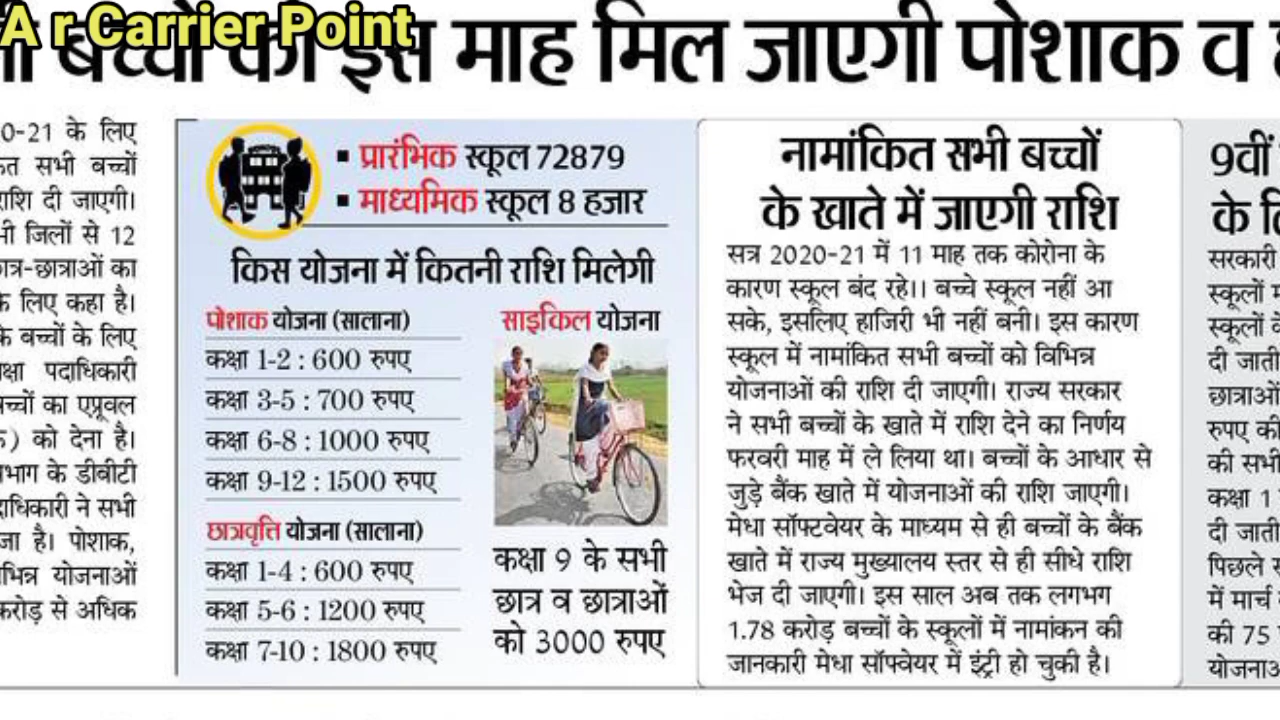 A r Carrier Point
बच्चों को इस माह मिल जाएगी पोशाक व
0-21 के लिए
सभी बच्चों
राशि दी जाएगी।
जिलों से 12
छात्र-छात्राओं का
के लिए कहा है।
के बच्चों के लिए
पदाधिकारी
बच्चों का एप्रूवल
) को देना है।
विभाग के डीबीटी
पदाधिकारी ने सभी
है। पोशाक,
विभिन्न योजनाओं
करोड़ से अधिक
▪ प्रारंभिक स्कूल 72879
▪ माध्यमिक स्कूल 8 हजार
किस योजना में कितनी राशि मिलेगी
पोशाक योजना (सालाना)
कक्षा 1-2 : 600 रुपए
कक्षा 3-5 : 700 रुपए
कक्षा 6-8 : 1000 रुपए
कक्षा 9-12 : 1500 रुपए
छात्रवृत्ति योजना (सालाना)
कक्षा 1-4 : 600 रुपए
कक्षा 5-6 : 1200 रुपए
कक्षा 7-10 : 1800 रुपए
साइकिल योजना
कक्षा 9 के सभी
छात्र व छात्राओं
को 3000 रुपए
नामांकित सभी बच्चों
के खाते में जाएगी राशि
सत्र 2020-21 में 11 माह तक कोरोना के
कारण स्कूल बंद रहे।। बच्चे स्कूल नहीं आ
सके, इसलिए हाजिरी भी नहीं बनी। इस कारण
स्कूल में नामांकित सभी बच्चों को विभिन्न
योजनाओं की राशि दी जाएगी। राज्य सरकार
ने सभी बच्चों के खाते में राशि देने का निर्णय
फरवरी माह में ले लिया था। बच्चों के आधार से
जुड़े बैंक खाते में योजनाओं की राशि जाएगी।
मेधा सॉफ्टवेयर के माध्यम से ही बच्चों के बैंक
खाते में राज्य मुख्यालय स्तर से ही सीधे राशि
भेज दी जाएगी। इस साल अब तक लगभग
1.78 करोड़ बच्चों के स्कूलों में नामांकन की
जानकारी मेधा सॉफ्वेयर में इंट्री हो चुकी है।
9वीं
के
सरकारी
स्कूलों
स्कूलों
दी जाती
छात्राओं
रुपए की
की सभी
कक्षा 1
दी जाती
पिछले
में मार्च
की 75